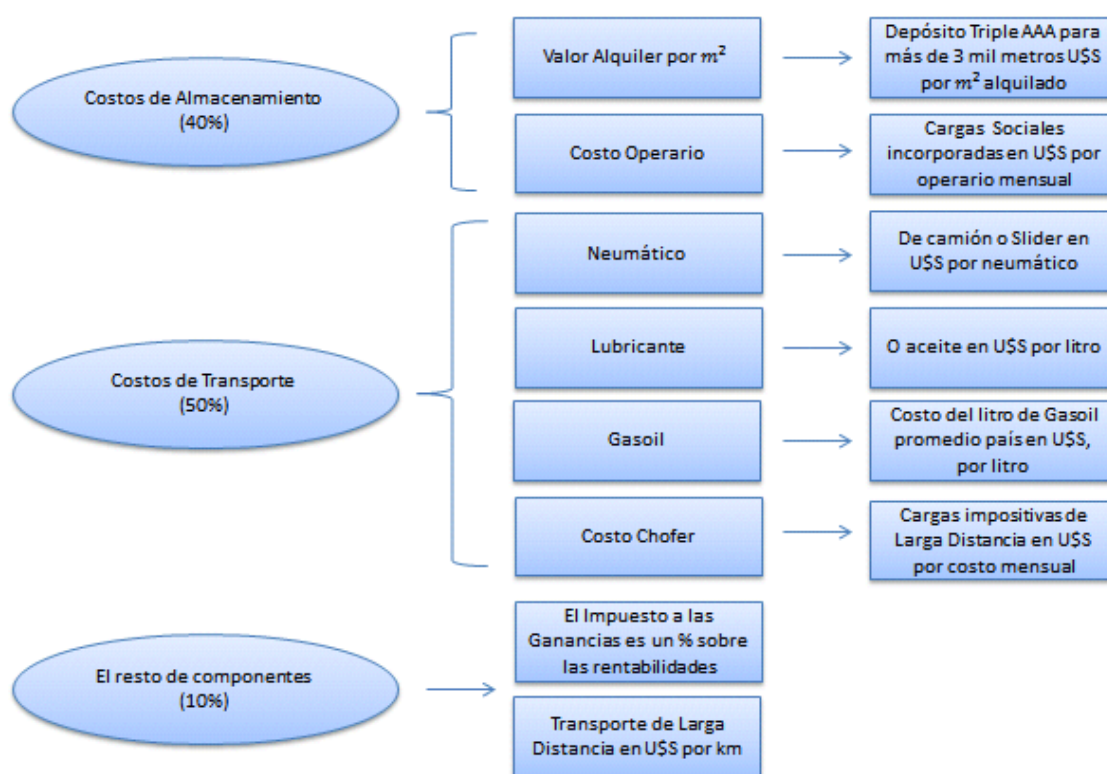 Costos de Almacenamiento
(40%)
Valor Alquiler por m²
Depósito Triple AAA para
más de 3 mil metros U$S
por m² alquilado
Costo Operario
Cargas Sociales
incorporadas en U$S por
operario mensual
Costos de Transporte
(50%)
Neumático
De camión o Slider en
U$S por neumático
Lubricante
O aceite en U$S por litro
Gasoil
Costo del litro de Gasoil
promedio país en U$S,
por litro
Costo Chofer
Cargas impositivas de
Larga Distancia en U$S
por costo mensual
El resto de componentes
(10%)
El Impuesto a las
Ganancias es un % sobre
las rentabilidades
Transporte de Larga
Distancia en U$S por km